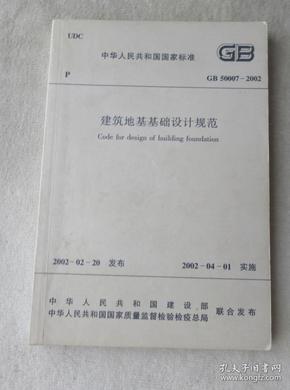 UDC
中华人民共和国国家标准
GB
P
GB 50007-2002
建筑地基基础设计规范
Code for design of building foundation
2002-02-20 发布
2002-04-01 实施
中华人民共和国建设部
中华人民共和国国家质量监督检验检疫总局
联合发布
孔夫子旧书网